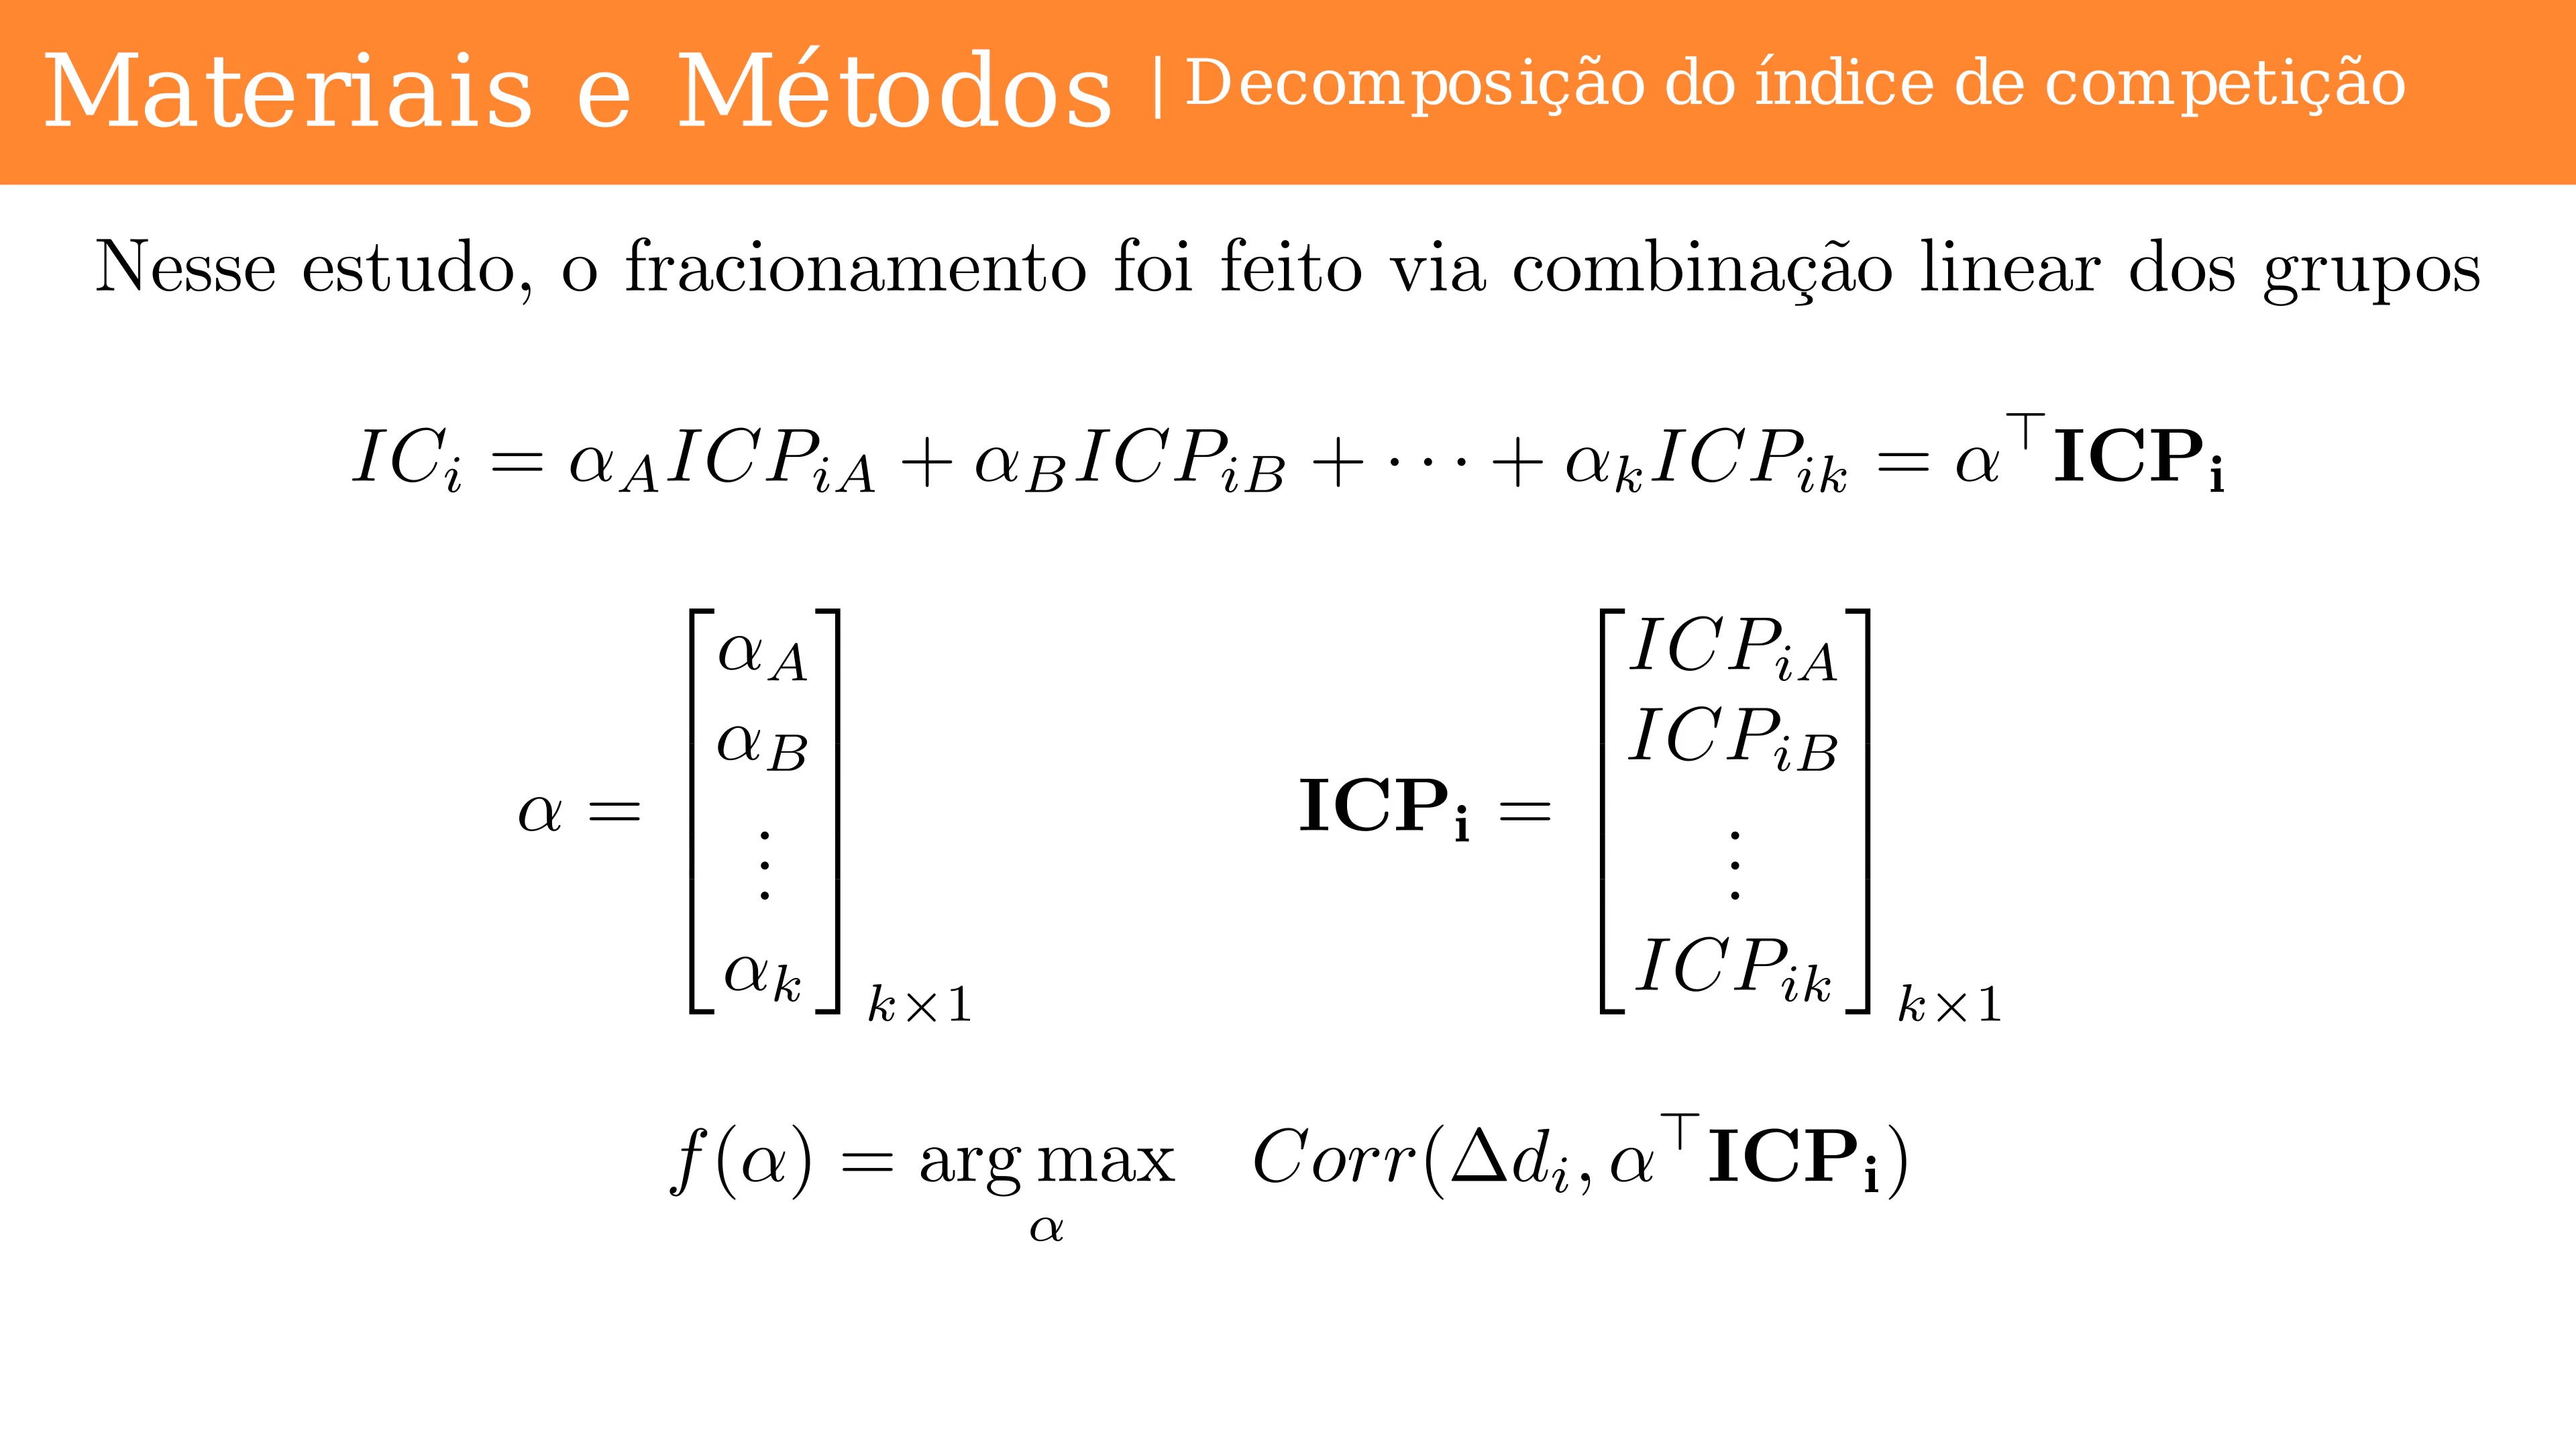 Materiais e Métodos | Decomposição do índice de competição
Nesse estudo, o fracionamento foi feito via combinação linear dos grupos
$IC_i = \alpha_A ICP_{iA} + \alpha_B ICP_{iB} + \cdots + \alpha_k ICP_{ik} = \alpha^\top \mathbf{ICP_i}$
$\alpha = \begin{bmatrix} \alpha_A \\ \alpha_B \\ \vdots \\ \alpha_k \end{bmatrix}_{k \times 1}$ $\mathbf{ICP_i} = \begin{bmatrix} ICP_{iA} \\ ICP_{iB} \\ \vdots \\ ICP_{ik} \end{bmatrix}_{k \times 1}$
$f(\alpha) = \underset{\alpha}{\arg\max} \quad Corr(\Delta d_i, \alpha^\top \mathbf{ICP_i})$